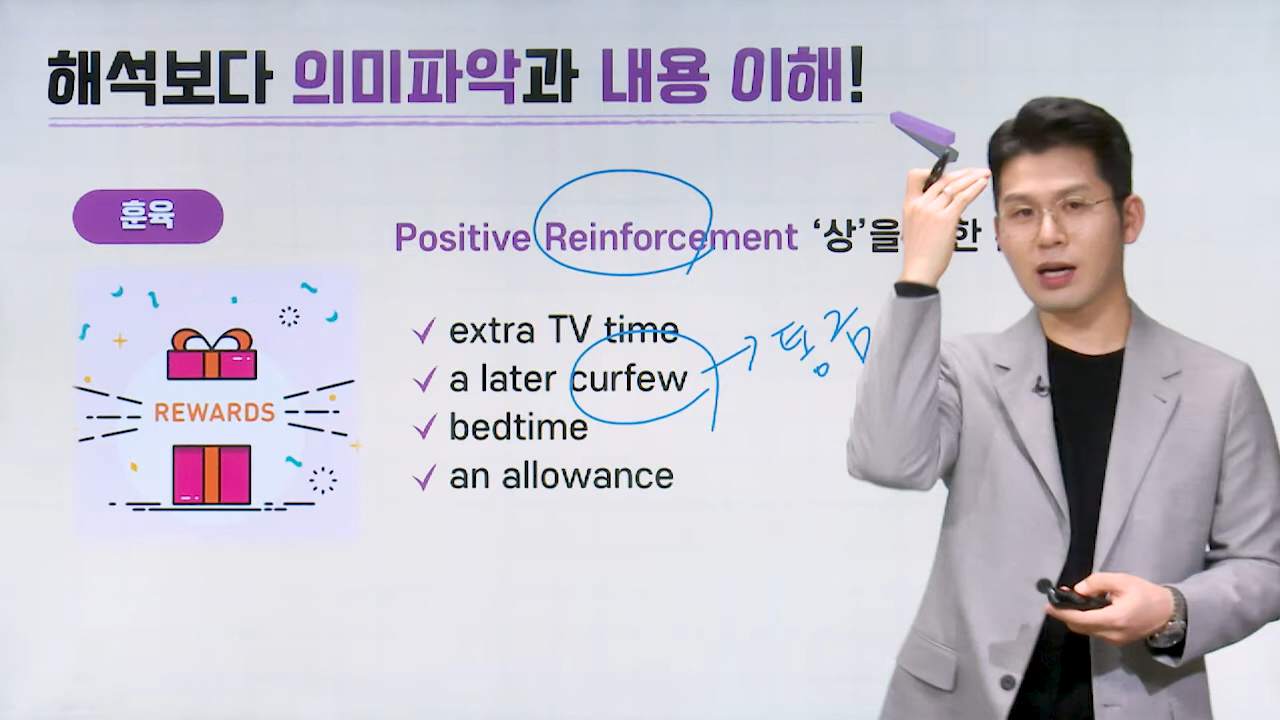 해석보다 의미파악과 내용 이해!
훈육
Positive Reinforcement ‘상’을 한
REWARDS
extra TV time
a later curfew → 통금
bedtime
an allowance